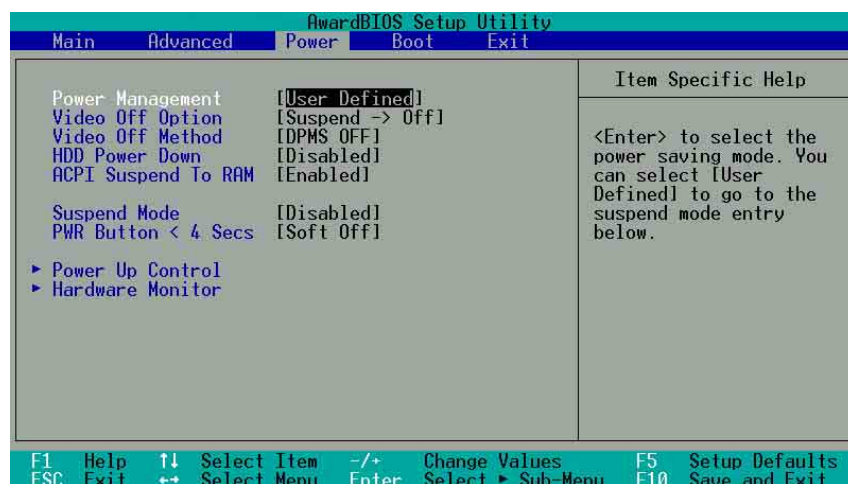 AwardBIOS Setup Utility
Main Advanced Power Boot Exit
Power Management [User Defined]
Video Off Option [Suspend -> Off]
Video Off Method [DPMS OFF]
HDD Power Down [Disabled]
ACPI Suspend To RAM [Enabled]
Suspend Mode [Disabled]
PWR Button < 4 Secs [Soft Off]
▶ Power Up Control
▶ Hardware Monitor
Item Specific Help
<Enter> to select the
power saving mode. You
can select [User
Defined] to go to the
suspend mode entry
below.
F1 Help ↑↓ Select Item -/+ Change Values F5 Setup Defaults
ESC Exit ←→ Select Menu Enter Select ▶ Sub-Menu F10 Save and Exit